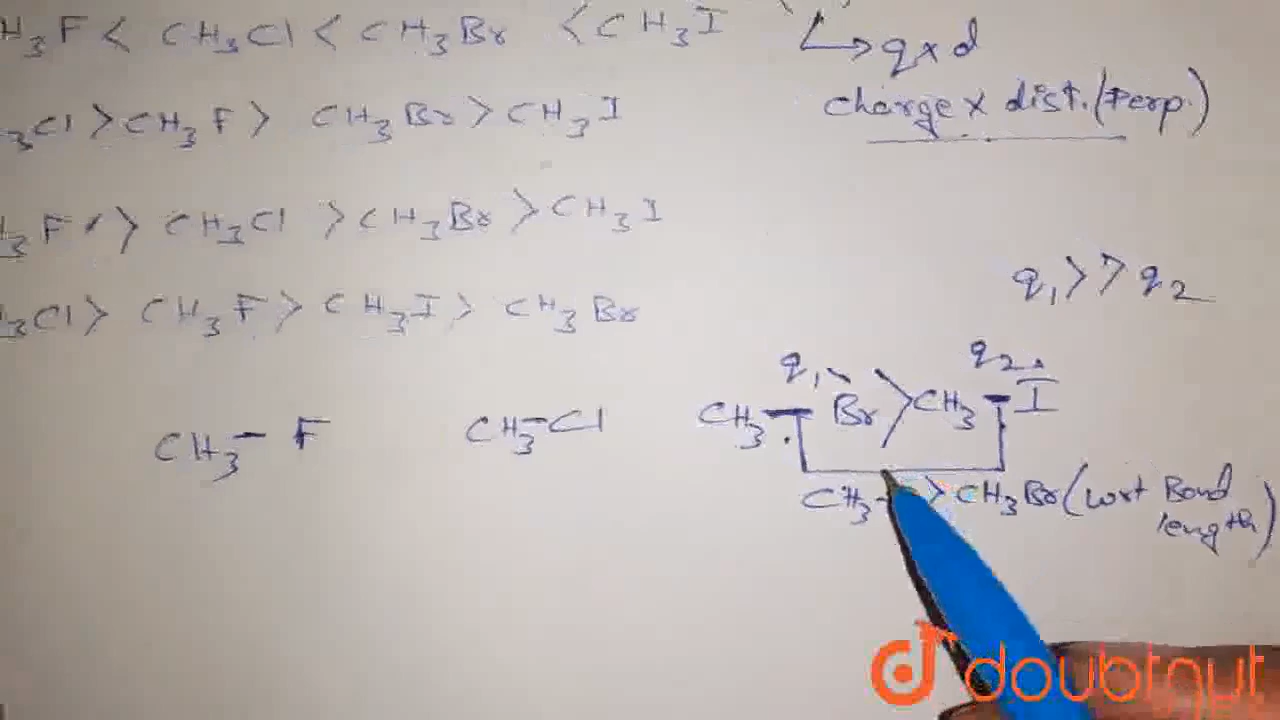 H₃F < CH₃Cl < CH₃Br < CH₃I
↳ q × d
charge × dist. (Perp.)
₃Cl > CH₃F > CH₃Br > CH₃I
₃F > CH₃Cl > CH₃Br > CH₃I
q₁ >> q₂
₃Cl > CH₃F > CH₃I > CH₃Br
q₁ q₂
CH₃-F CH₃-Cl CH₃-Br > CH₃-I
CH₃- > CH₃Br (wrt Bond
length)
doubtnut